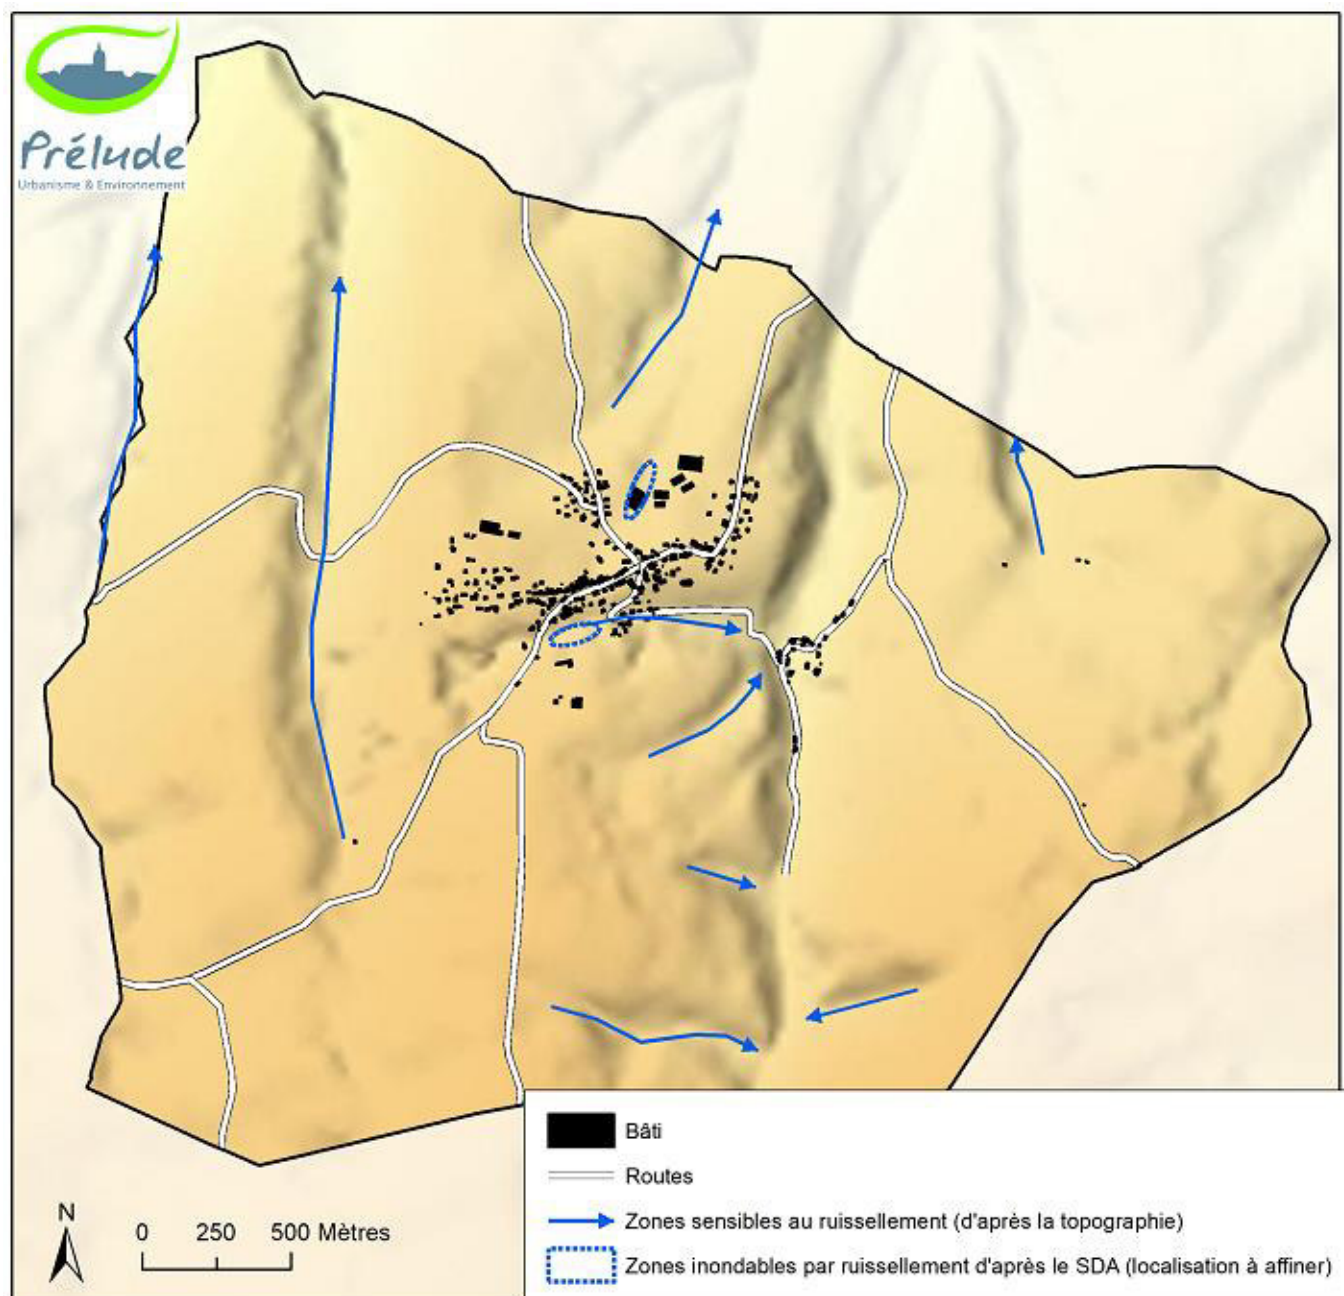 Prélude
Urbanisme & Environnement
Bâti
Routes
Zones sensibles au ruissellement (d'après la topographie)
Zones inondables par ruissellement d'après le SDA (localisation à affiner)
N
0 250 500 Mètres